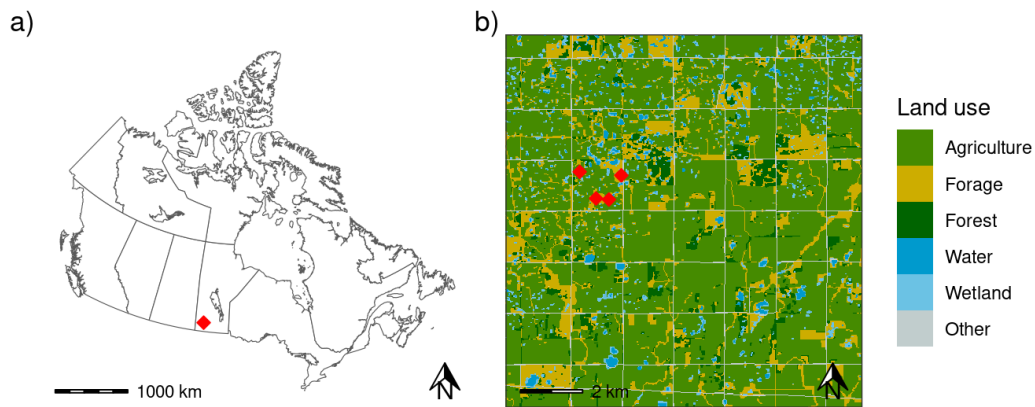 a)
1000 km
N
b)
2 km
N
Land use
Agriculture
Forage
Forest
Water
Wetland
Other